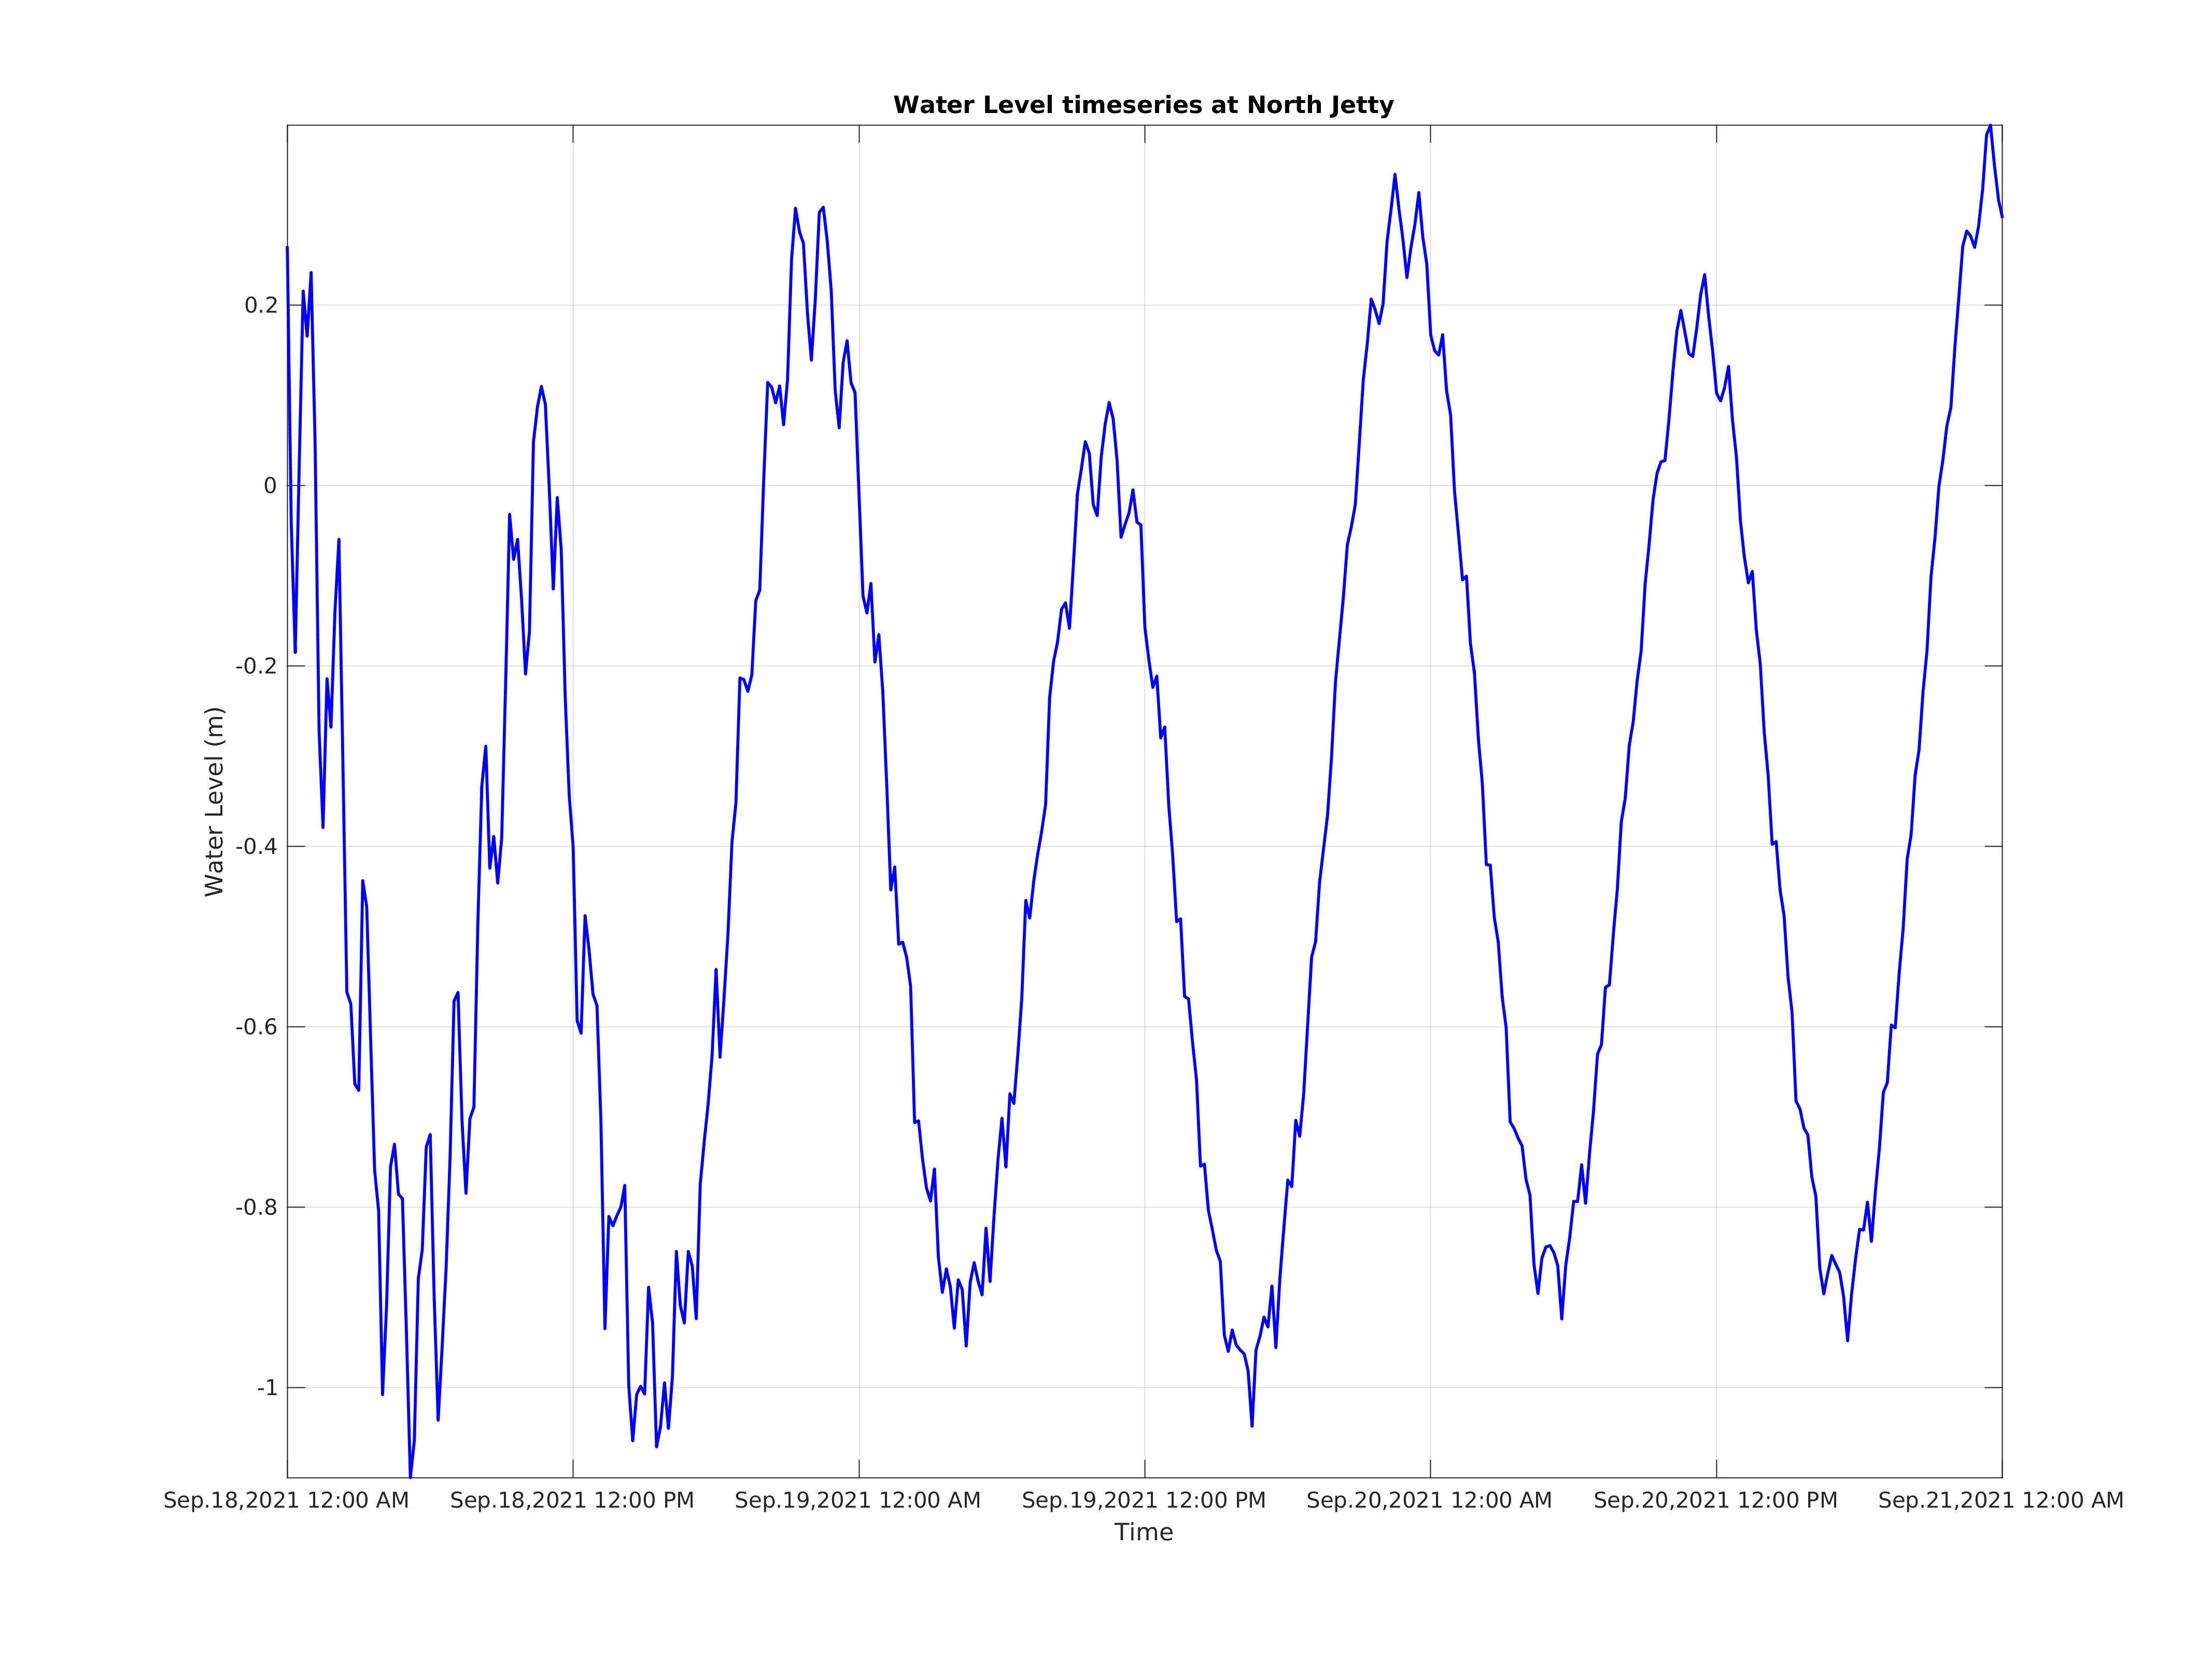 Water Level timeseries at North Jetty
0.2
0
-0.2
-0.4
-0.6
-0.8
-1
Water Level (m)
Sep.18,2021 12:00 AM Sep.18,2021 12:00 PM Sep.19,2021 12:00 AM Sep.19,2021 12:00 PM Sep.20,2021 12:00 AM Sep.20,2021 12:00 PM Sep.21,2021 12:00 AM
Time